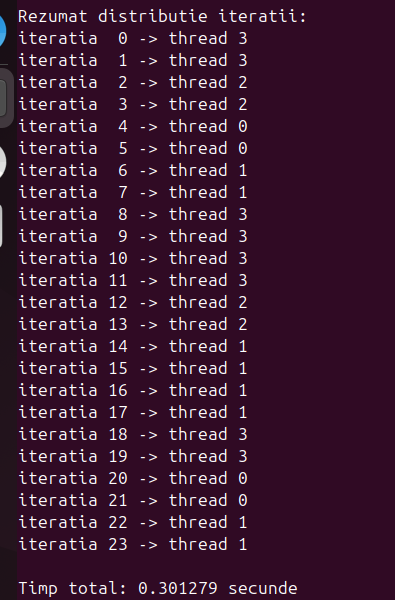 Rezumat distributie iteratii:
iteratia  0 -> thread 3
iteratia  1 -> thread 3
iteratia  2 -> thread 2
iteratia  3 -> thread 2
iteratia  4 -> thread 0
iteratia  5 -> thread 0
iteratia  6 -> thread 1
iteratia  7 -> thread 1
iteratia  8 -> thread 3
iteratia  9 -> thread 3
iteratia 10 -> thread 3
iteratia 11 -> thread 3
iteratia 12 -> thread 2
iteratia 13 -> thread 2
iteratia 14 -> thread 1
iteratia 15 -> thread 1
iteratia 16 -> thread 1
iteratia 17 -> thread 1
iteratia 18 -> thread 3
iteratia 19 -> thread 3
iteratia 20 -> thread 0
iteratia 21 -> thread 0
iteratia 22 -> thread 1
iteratia 23 -> thread 1
Timp total: 0.301279 secunde